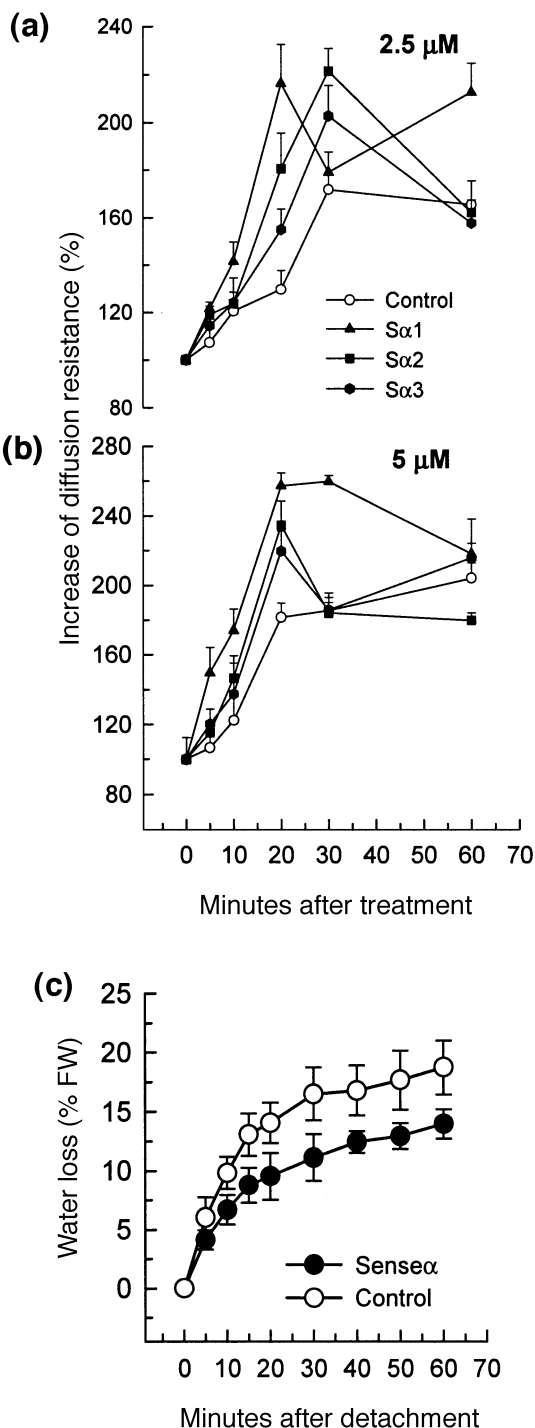 (a)
2.5 μM
240
200
160
120
80
Control
Sα1
Sα2
Sα3
Increase of diffusion resistance (%)
(b)
5 μM
280
240
200
160
120
80
0 10 20 30 40 50 60 70
Minutes after treatment
(c)
25
20
15
10
5
0
Water loss (% FW)
Senseα
Control
0 10 20 30 40 50 60 70
Minutes after detachment